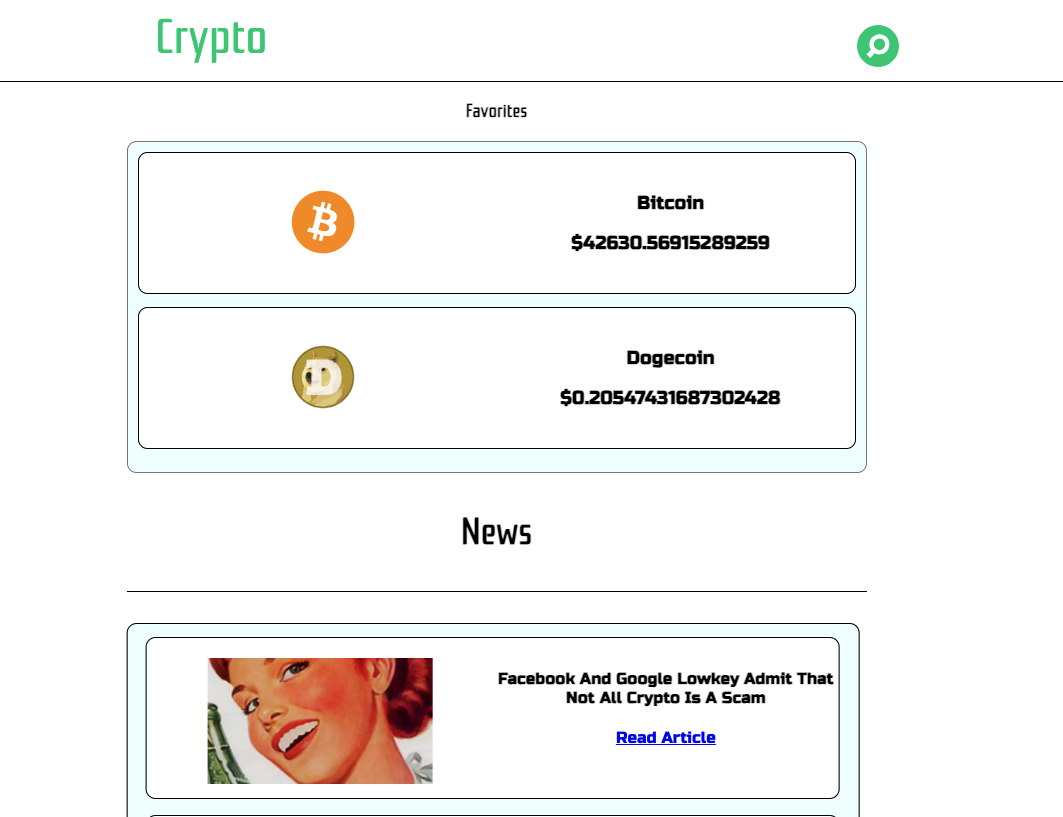 Crypto
Favorites
Bitcoin
$42630.56915289259
Dogecoin
$0.20547431687302428
News
Facebook And Google Lowkey Admit That
Not All Crypto Is A Scam
Read Article